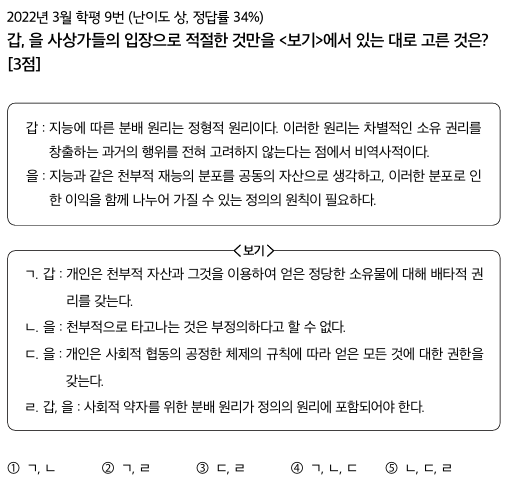 2022년 3월 학평 9번 (난이도 상, 정답률 34%)
갑, 을 사상가들의 입장으로 적절한 것만을 <보기>에서 있는 대로 고른 것은?
[3점]
갑 : 지능에 따른 분배 원리는 정형적 원리이다. 이러한 원리는 차별적인 소유 권리를
창출하는 과거의 행위를 전혀 고려하지 않는다는 점에서 비역사적이다.
을 : 지능과 같은 천부적 재능의 분포를 공동의 자산으로 생각하고, 이러한 분포로 인
한 이익을 함께 나누어 가질 수 있는 정의의 원칙이 필요하다.
<보기>
ㄱ. 갑 : 개인은 천부적 자산과 그것을 이용하여 얻은 정당한 소유물에 대해 배타적 권
리를 갖는다.
ㄴ. 을 : 천부적으로 타고나는 것은 부정의하다고 할 수 없다.
ㄷ. 을 : 개인은 사회적 협동의 공정한 체제의 규칙에 따라 얻은 모든 것에 대한 권한을
갖는다.
ㄹ. 갑, 을 : 사회적 약자를 위한 분배 원리가 정의의 원리에 포함되어야 한다.
① ㄱ, ㄴ ② ㄱ, ㄹ ③ ㄷ, ㄹ ④ ㄱ, ㄴ, ㄷ ⑤ ㄴ, ㄷ, ㄹ